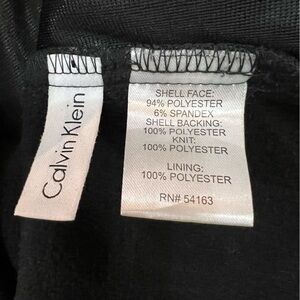 Calvin Klein
SHELL FACE:
94% POLYESTER
6% SPANDEX
SHELL BACKING:
100% POLYESTER
KNIT:
100% POLYESTER
LINING:
100% POLYESTER
RN# 54163